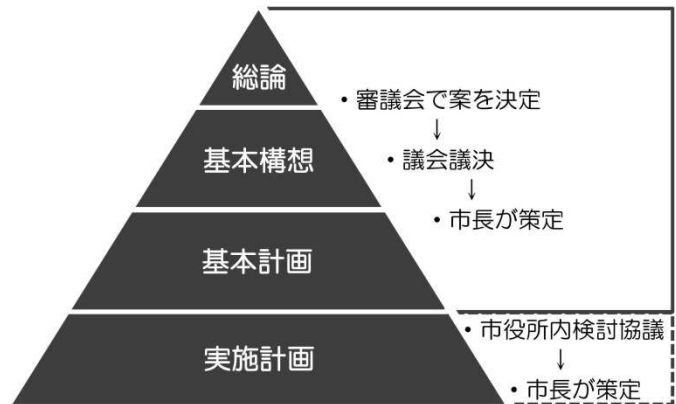 総論
・審議会で案を決定
↓
基本構想
・議会議決
↓
・市長が策定
基本計画
・市役所内検討協議
実施計画
↓
・市長が策定